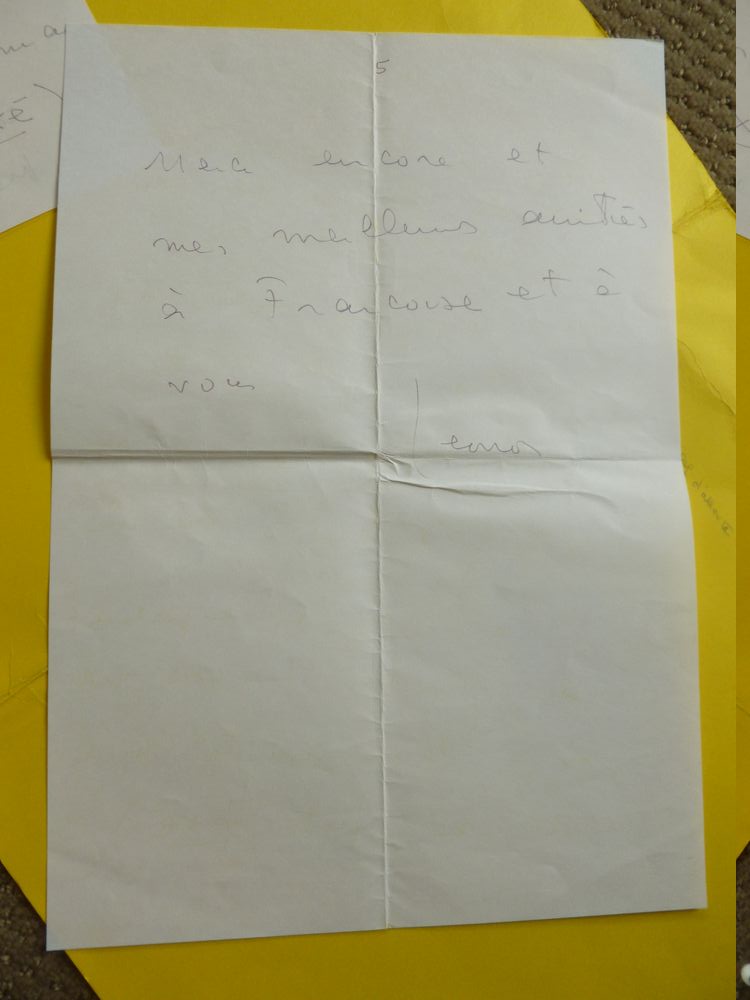 5
Merci encore et
mes meilleurs amitiés
à Françoise et à
vous